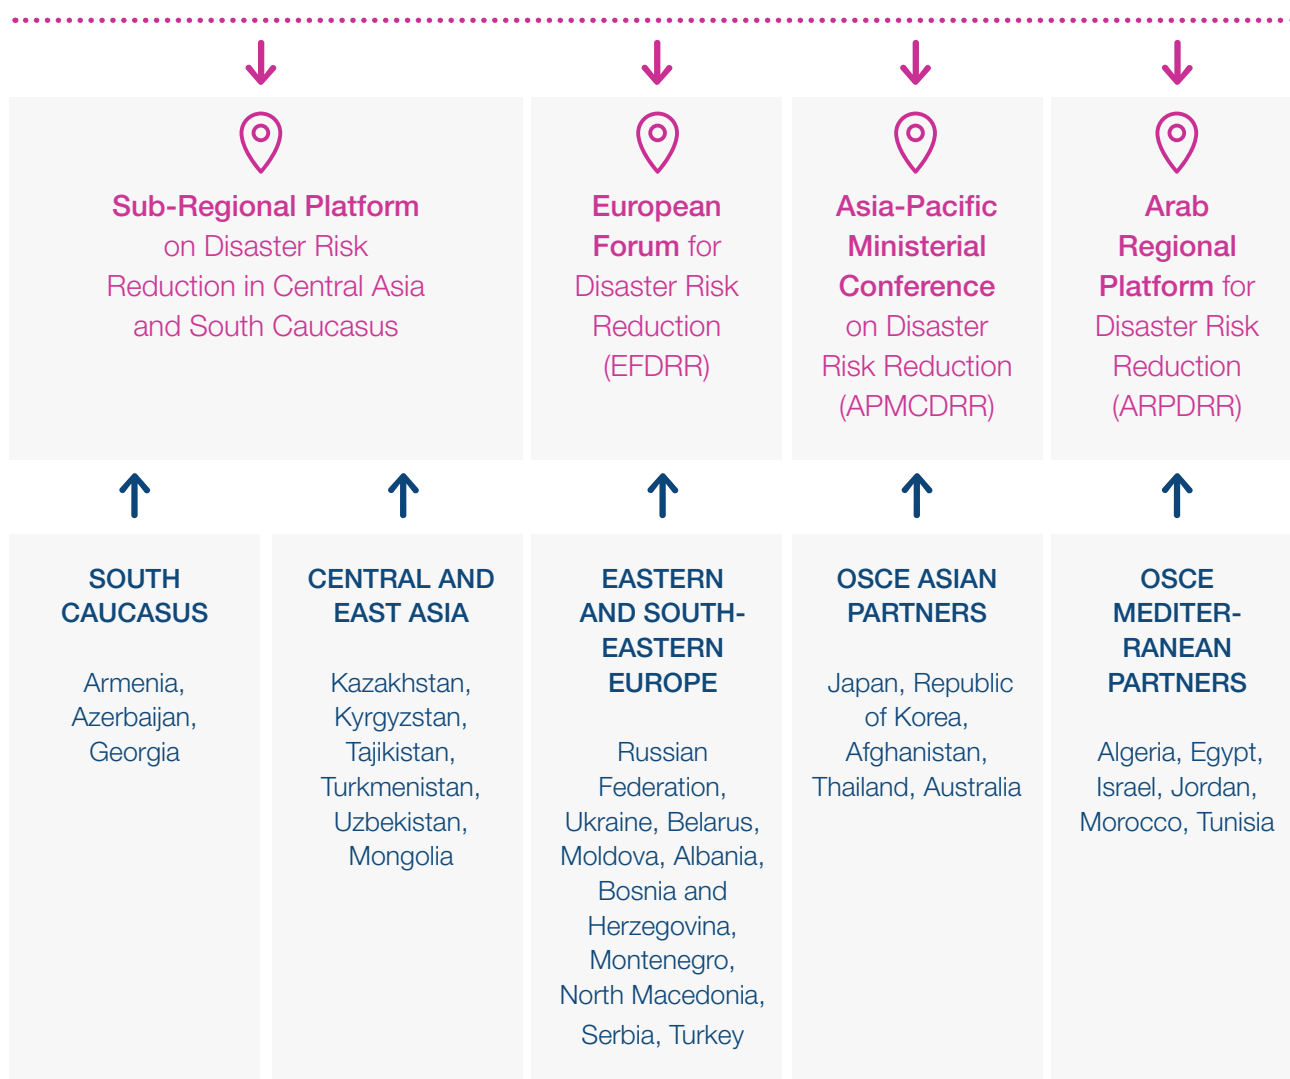 Sub-Regional Platform
on Disaster Risk
Reduction in Central Asia
and South Caucasus
European
Forum for
Disaster Risk
Reduction
(EFDRR)
Asia-Pacific
Ministerial
Conference
on Disaster
Risk Reduction
(APMCDRR)
Arab
Regional
Platform for
Disaster Risk
Reduction
(ARPDRR)
SOUTH
CAUCASUS
Armenia,
Azerbaijan,
Georgia
CENTRAL AND
EAST ASIA
Kazakhstan,
Kyrgyzstan,
Tajikistan,
Turkmenistan,
Uzbekistan,
Mongolia
EASTERN
AND SOUTH-
EASTERN
EUROPE
Russian
Federation,
Ukraine, Belarus,
Moldova, Albania,
Bosnia and
Herzegovina,
Montenegro,
North Macedonia,
Serbia, Turkey
OSCE ASIAN
PARTNERS
Japan, Republic
of Korea,
Afghanistan,
Thailand, Australia
OSCE
MEDITER-
RANEAN
PARTNERS
Algeria, Egypt,
Israel, Jordan,
Morocco, Tunisia